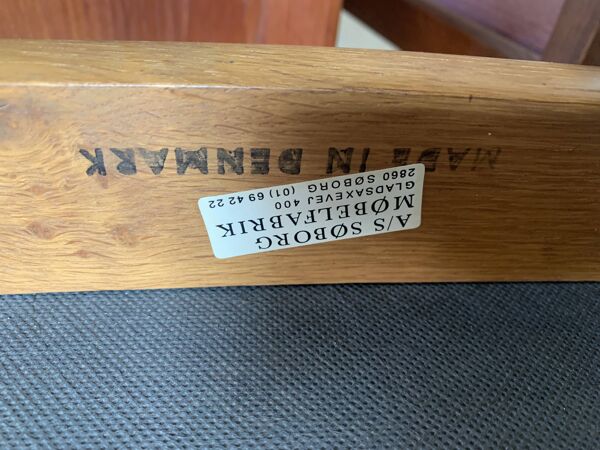 A/S SØBORG
MØBELFABRIK
GLADSAXEVEJ 400
2860 SØBORG (01) 69 42 22
MADE IN DENMARK